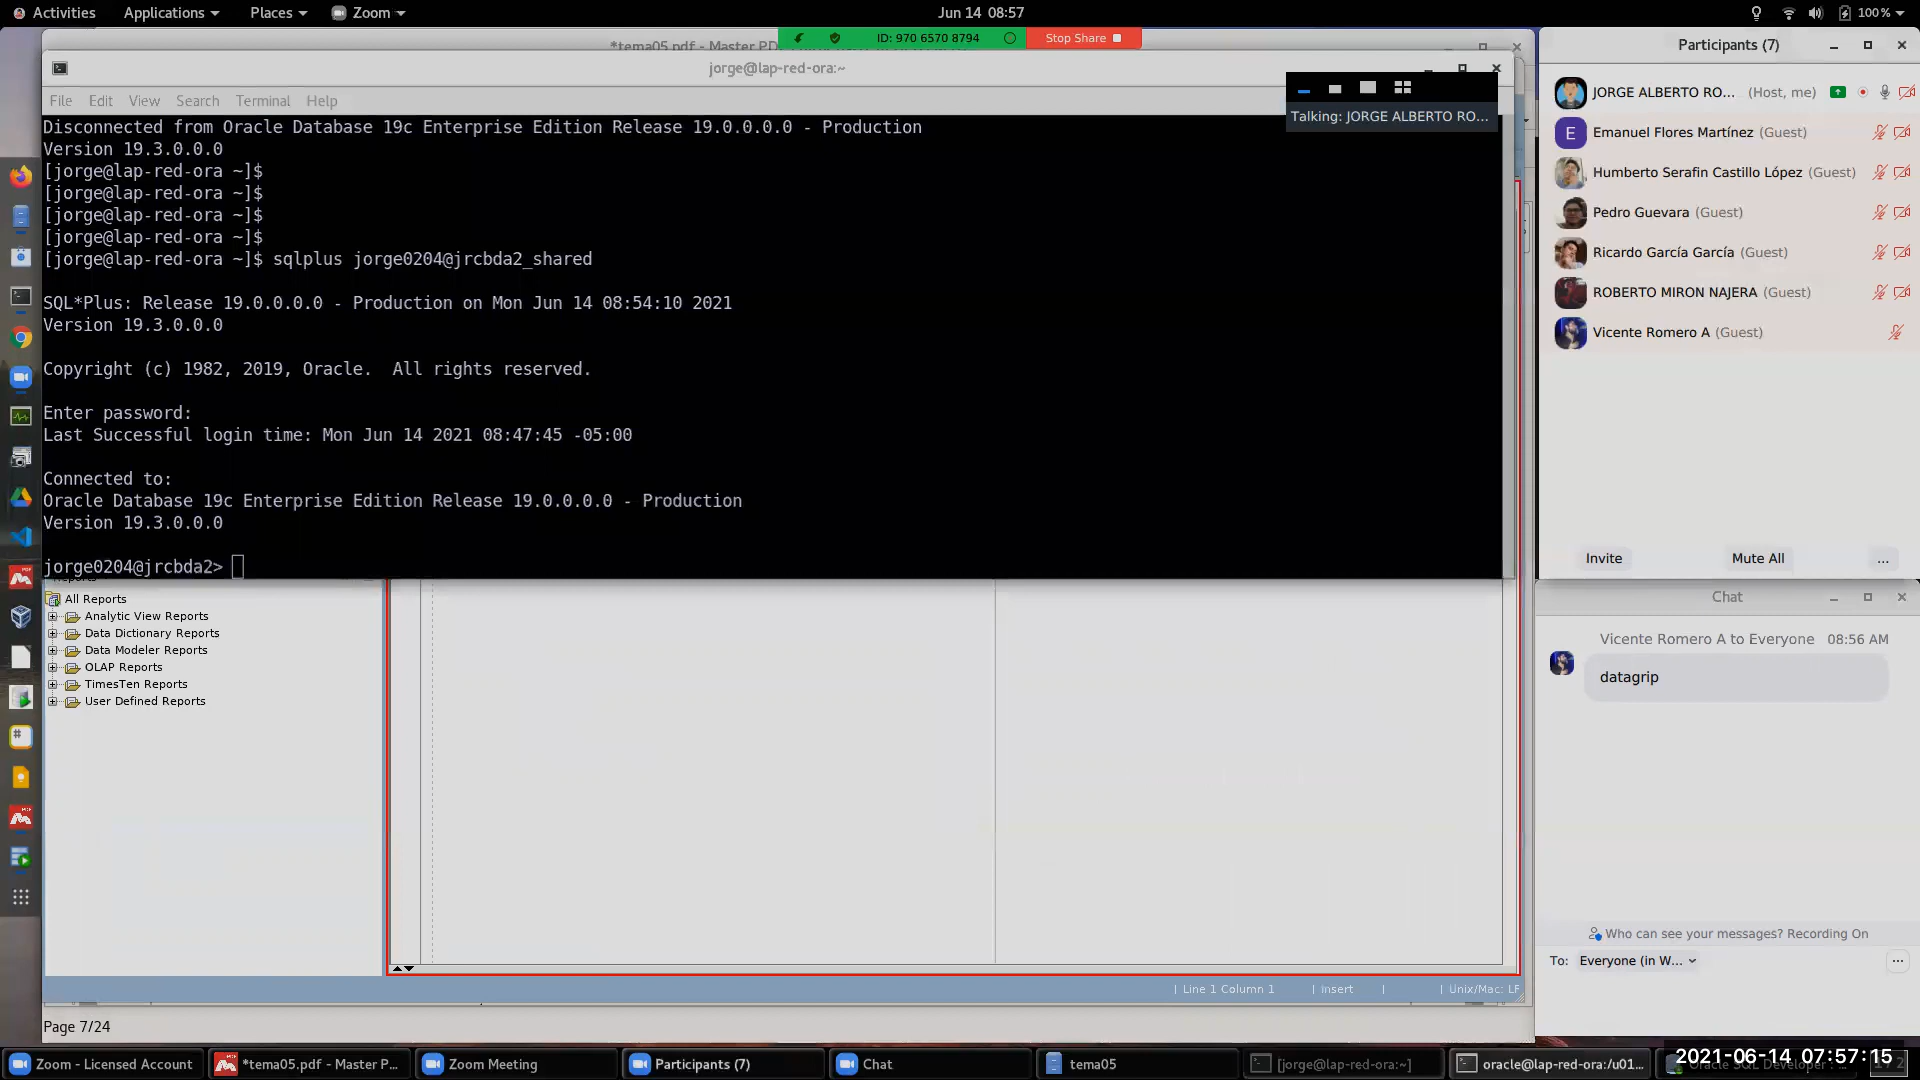 Activities
Applications
Places
Zoom
Jun 14 08:57
100%
*tema05.pdf - Master PD
ID: 970 6570 8794
Stop Share
jorge@lap-red-ora:~
File Edit View Search Terminal Help
Talking: JORGE ALBERTO RO...
Disconnected from Oracle Database 19c Enterprise Edition Release 19.0.0.0.0 - Production
Version 19.3.0.0.0
[jorge@lap-red-ora ~]$
[jorge@lap-red-ora ~]$
[jorge@lap-red-ora ~]$
[jorge@lap-red-ora ~]$
[jorge@lap-red-ora ~]$ sqlplus jorge0204@jrcbda2_shared
SQL*Plus: Release 19.0.0.0.0 - Production on Mon Jun 14 08:54:10 2021
Version 19.3.0.0.0
Copyright (c) 1982, 2019, Oracle.  All rights reserved.
Enter password:
Last Successful login time: Mon Jun 14 2021 08:47:45 -05:00
Connected to:
Oracle Database 19c Enterprise Edition Release 19.0.0.0.0 - Production
Version 19.3.0.0.0
jorge0204@jrcbda2>
All Reports
Analytic View Reports
Data Dictionary Reports
Data Modeler Reports
OLAP Reports
TimesTen Reports
User Defined Reports
Line 1 Column 1
Insert
Unix/Mac: LF
Page 7/24
Participants (7)
JORGE ALBERTO RO... (Host, me)
E
Emanuel Flores Martínez (Guest)
Humberto Serafin Castillo López (Guest)
Pedro Guevara (Guest)
Ricardo García García (Guest)
ROBERTO MIRON NAJERA (Guest)
Vicente Romero A (Guest)
Invite
Mute All
...
Chat
Vicente Romero A to Everyone 08:56 AM
datagrip
Who can see your messages? Recording On
To: Everyone (in W...
Zoom - Licensed Account
*tema05.pdf - Master P...
Zoom Meeting
Participants (7)
Chat
tema05
[jorge@lap-red-ora:~]
oracle@lap-red-ora:/u01...
2021-06-14 07:57:15